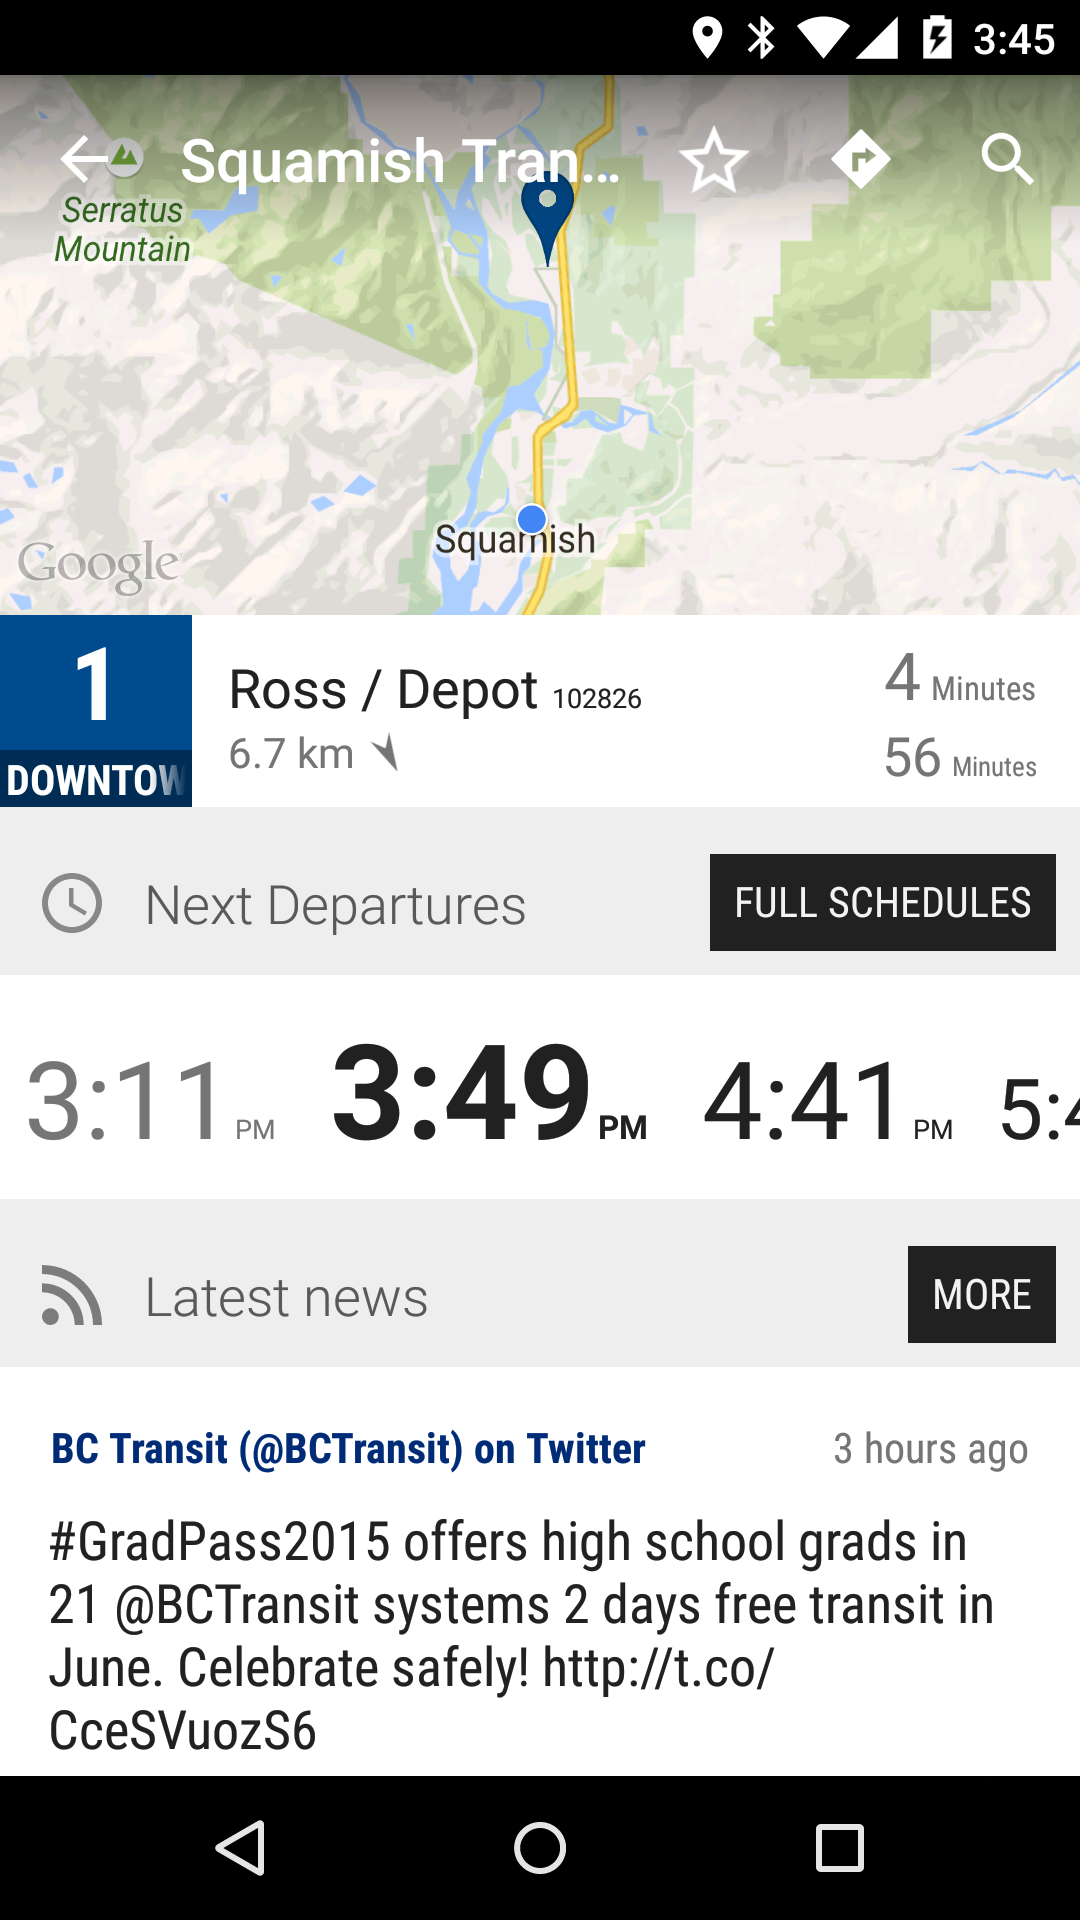 3:45
Squamish Tran...
Serratus
Mountain
Squamish
Google
1
DOWNTOW
Ross / Depot 102826
6.7 km
4 Minutes
56 Minutes
Next Departures
FULL SCHEDULES
3:11 PM 3:49 PM 4:41 PM 5:4
Latest news
MORE
BC Transit (@BCTransit) on Twitter
3 hours ago
#GradPass2015 offers high school grads in
21 @BCTransit systems 2 days free transit in
June. Celebrate safely! http://t.co/
CceSVuozS6